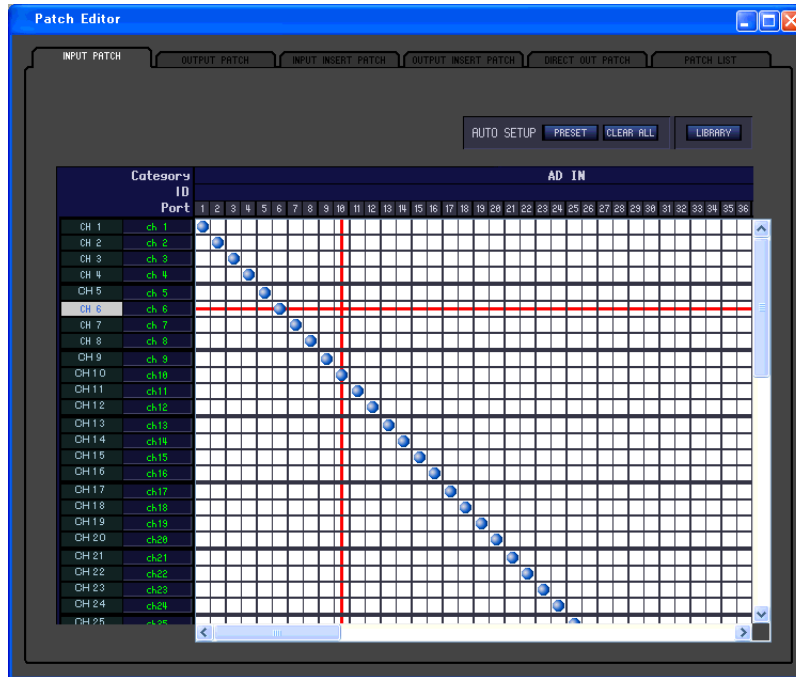 Patch Editor
INPUT PATCH OUTPUT PATCH INPUT INSERT PATCH OUTPUT INSERT PATCH DIRECT OUT PATCH PATCH LIST
AUTO SETUP PRESET CLEAR ALL LIBRARY
Category AD IN
ID
Port 1 2 3 4 5 6 7 8 9 10 11 12 13 14 15 16 17 18 19 20 21 22 23 24 25 26 27 28 29 30 31 32 33 34 35 36
CH 1 ch 1
CH 2 ch 2
CH 3 ch 3
CH 4 ch 4
CH 5 ch 5
CH 6 ch 6
CH 7 ch 7
CH 8 ch 8
CH 9 ch 9
CH 10 ch10
CH 11 ch11
CH 12 ch12
CH 13 ch13
CH 14 ch14
CH 15 ch15
CH 16 ch16
CH 17 ch17
CH 18 ch18
CH 19 ch19
CH 20 ch20
CH 21 ch21
CH 22 ch22
CH 23 ch23
CH 24 ch24
CH 25 ch25